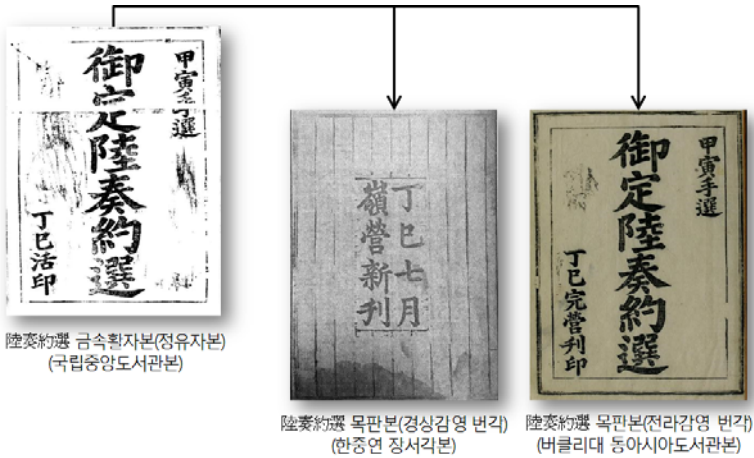 甲寅手選
御定陸奏約選
丁巳活印
陸奏約選 금속활자본(정유자본)
(국립중앙도서관본)
丁巳七月
嶺營新刊
陸奏約選 목판본(경상감영 번각)
(한중연 장서각본)
甲寅手選
御定陸奏約選
丁巳完營刊印
陸奏約選 목판본(전라감영 번각)
(버클리대 동아시아도서관본)